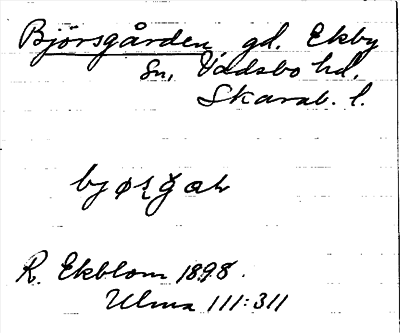 Björsgården, gd. Ekby
Sn, Vadsbo hd.
Skarab. l.
R. Ekblom 1898.
Ulma 111:311